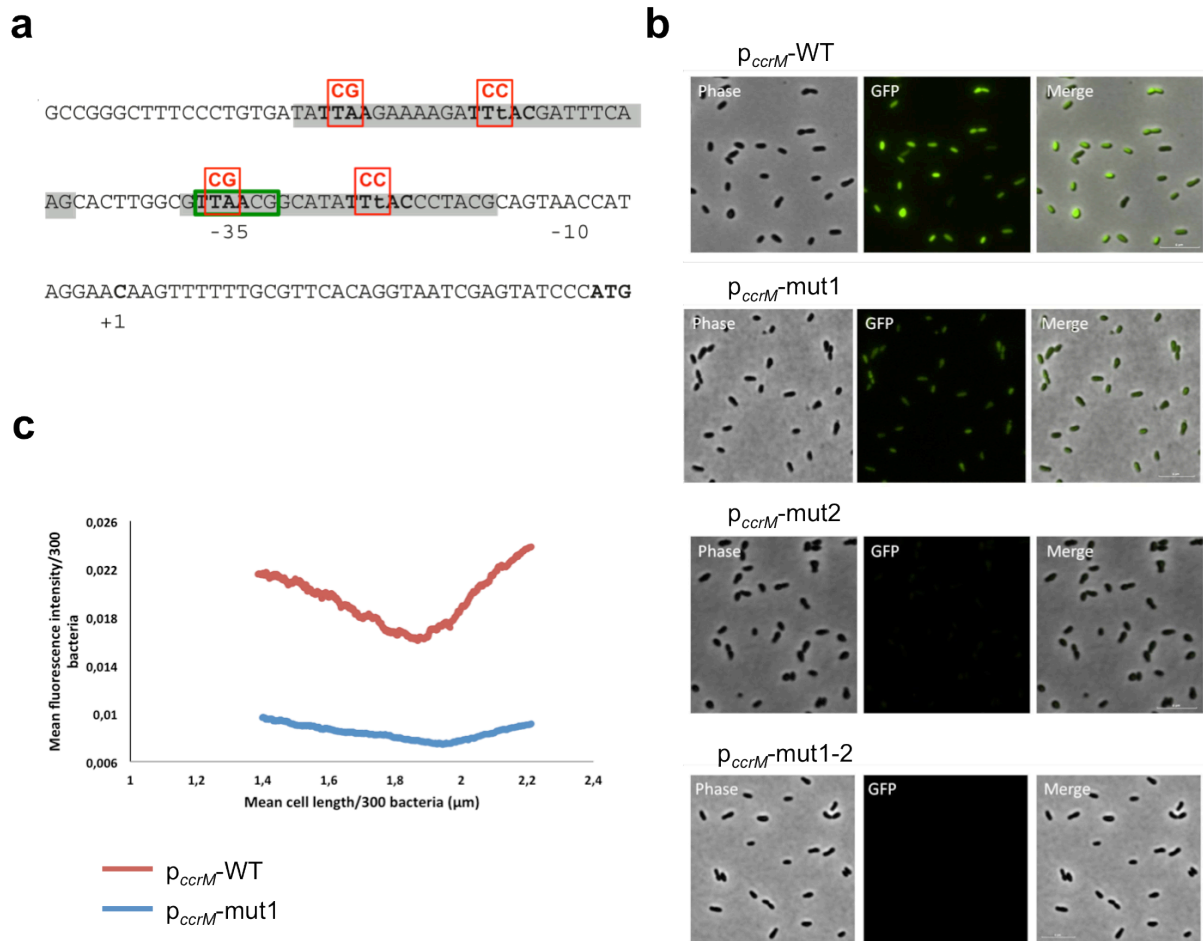 a
CG CC
GCCGGGCTTTCCCTGTGATATTAAGAAAAGATTtACGATTTCA
CG CC
AGCACTTGGCGTTAACGGCATATTtACCCTACGCAGTAACCAT
-35 -10
AGGAACAAGTTTTTTGCGTTCACAGGTAATCGAGTATCCCATG
+1
b
pccrM-WT
Phase GFP Merge
pccrM-mut1
Phase GFP Merge
pccrM-mut2
Phase GFP Merge
pccrM-mut1-2
Phase GFP Merge
c
Mean fluorescence intensity/300
bacteria
0,026
0,022
0,018
0,014
0,01
0,006
1 1,2 1,4 1,6 1,8 2 2,2 2,4
Mean cell length/300 bacteria (µm)
pccrM-WT
pccrM-mut1